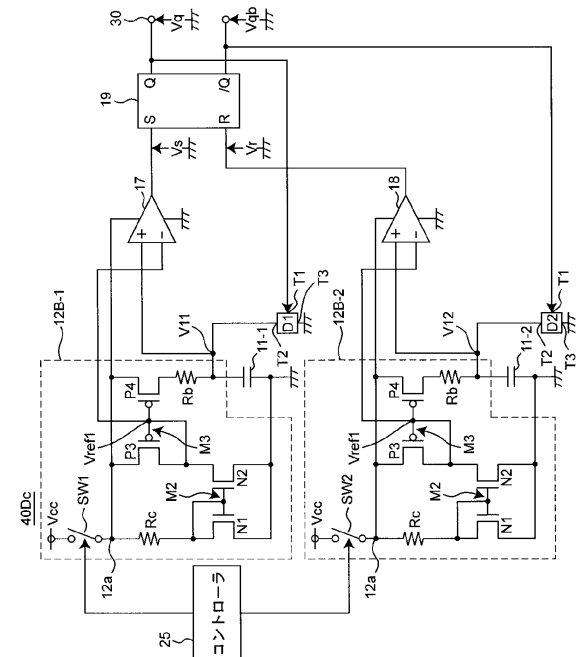 40Dc
Vcc
SW1
12a
Rc
M2
N1
N2
P3
M3
Vref1
P4
Rb
12B-1
V11
11-1
D1
T1
T2
T3
+
-
17
Vs
19
S
Q
R
/Q
30
Vq
Vqb
Vr
25
コントローラ
Vcc
SW2
12a
Rc
M2
N1
N2
P3
M3
Vref1
P4
Rb
12B-2
V12
11-2
D2
T1
T2
T3
+
-
18